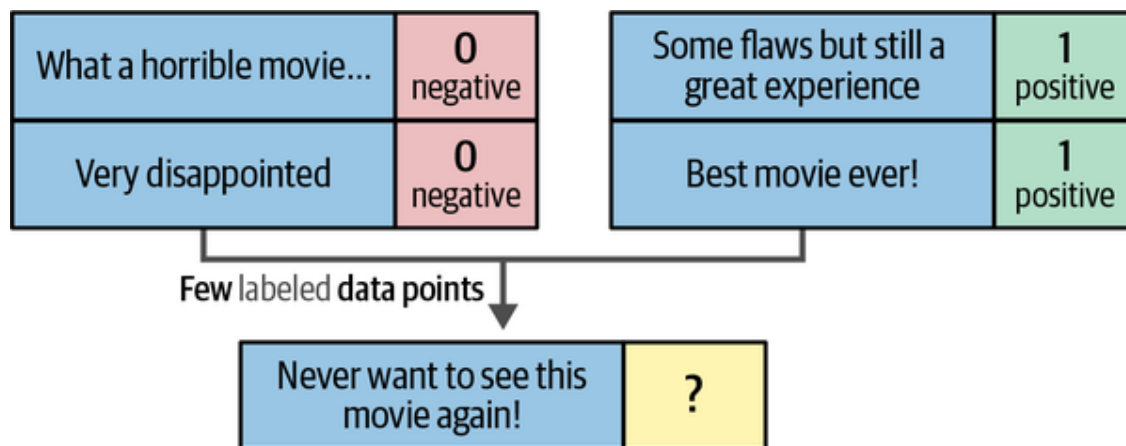 What a horrible movie...
0
negative
Some flaws but still a
great experience
1
positive
Very disappointed
0
negative
Best movie ever!
1
positive
Few labeled data points
Never want to see this
movie again!
?